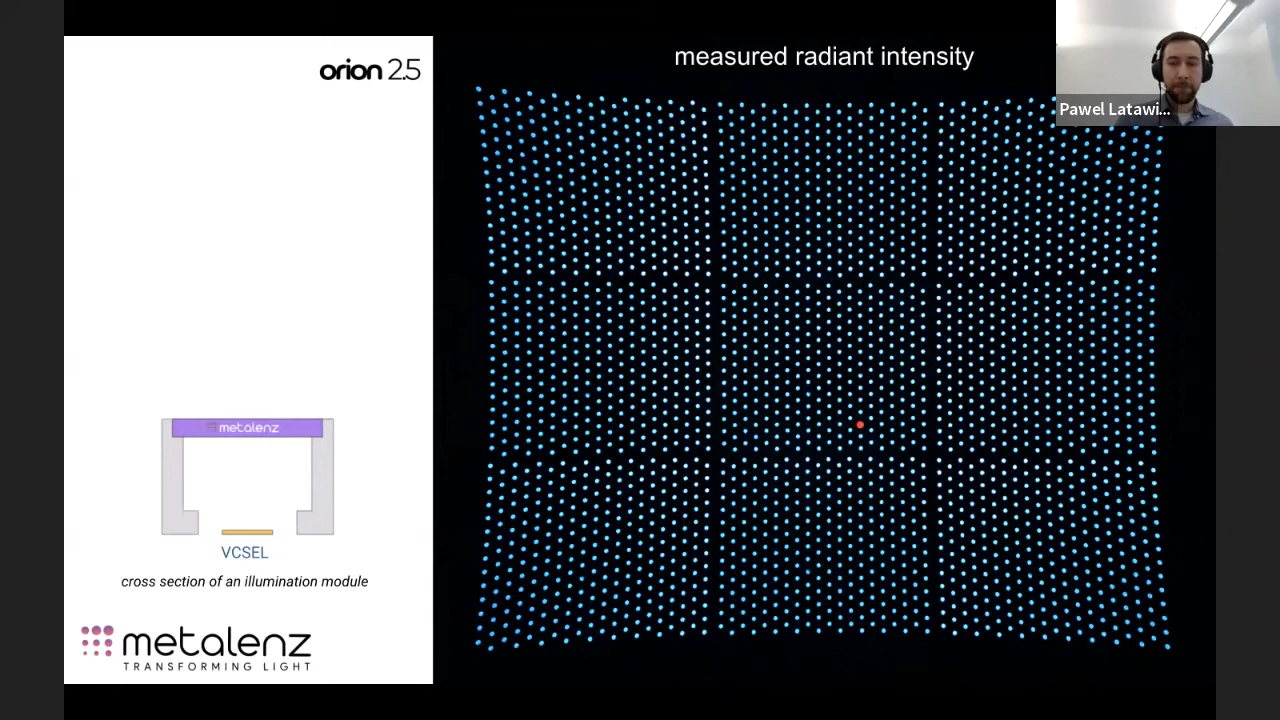 orion 2.5
measured radiant intensity
Pawel Latawi...
metalenz
VCSEL
cross section of an illumination module
metalenz
TRANSFORMING LIGHT